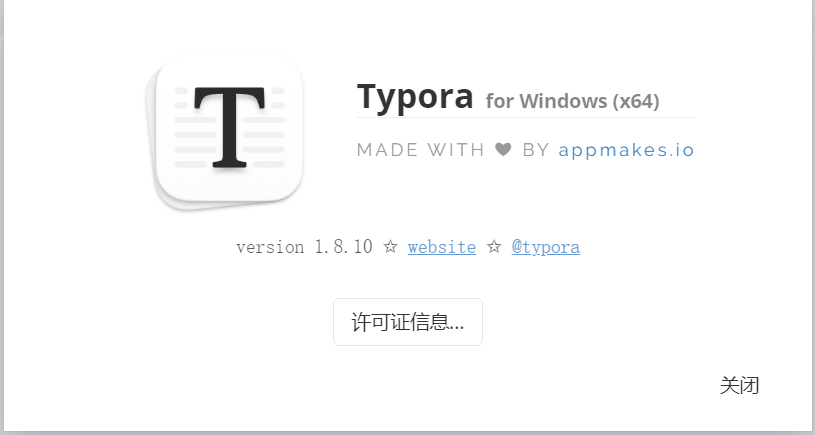 T
Typora for Windows (x64)
MADE WITH ♥ BY appmakes.io
version 1.8.10 ☆ website ☆ @typora
许可证信息...
关闭